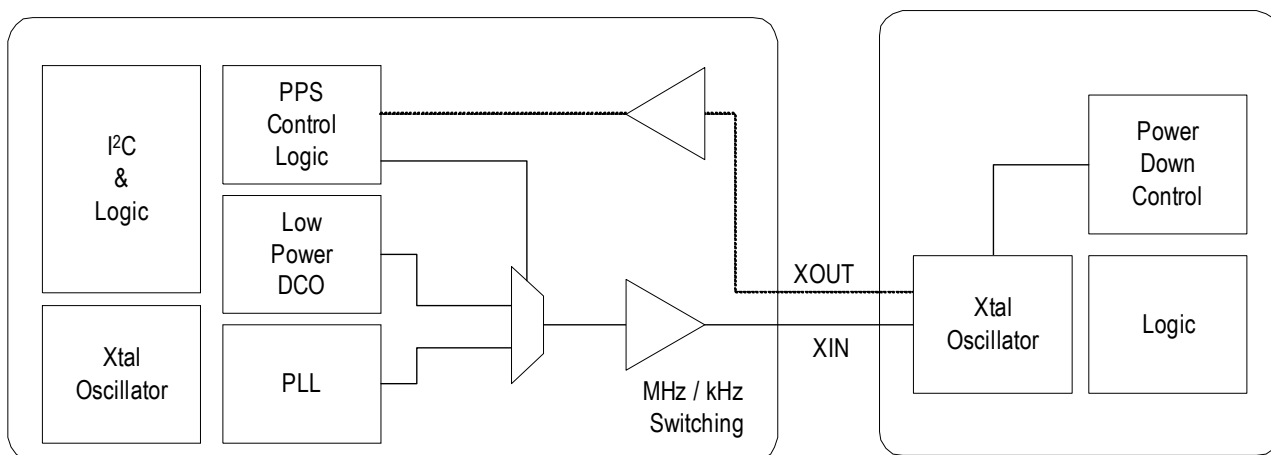 I²C
&
Logic
PPS
Control
Logic
Low
Power
DCO
Xtal
Oscillator
PLL
MHz / kHz
Switching
XOUT
XIN
Power
Down
Control
Xtal
Oscillator
Logic